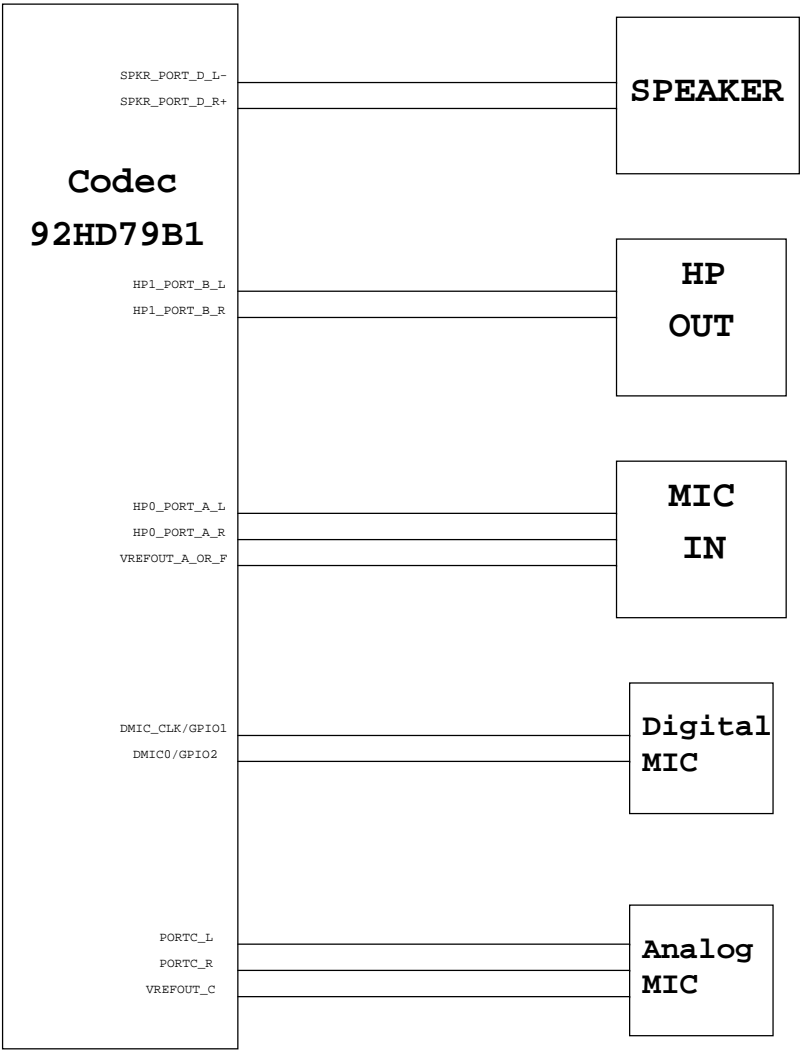 SPKR_PORT_D_L-
SPKR_PORT_D_R+
SPEAKER
Codec
92HD79B1
HP1_PORT_B_L
HP1_PORT_B_R
HP
OUT
HP0_PORT_A_L
HP0_PORT_A_R
VREFOUT_A_OR_F
MIC
IN
DMIC_CLK/GPIO1
DMIC0/GPIO2
Digital
MIC
PORTC_L
PORTC_R
VREFOUT_C
Analog
MIC